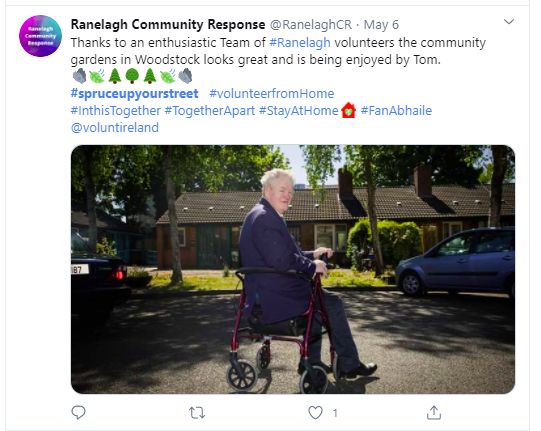 Ranelagh Community Response
Ranelagh Community Response @RanelaghCR · May 6
Thanks to an enthusiastic Team of #Ranelagh volunteers the community
gardens in Woodstock looks great and is being enjoyed by Tom.
#spruceupyourstreet #volunteerfromHome
#InthisTogether #TogetherApart #StayAtHome #FanAbhaile
@voluntireland
187
1